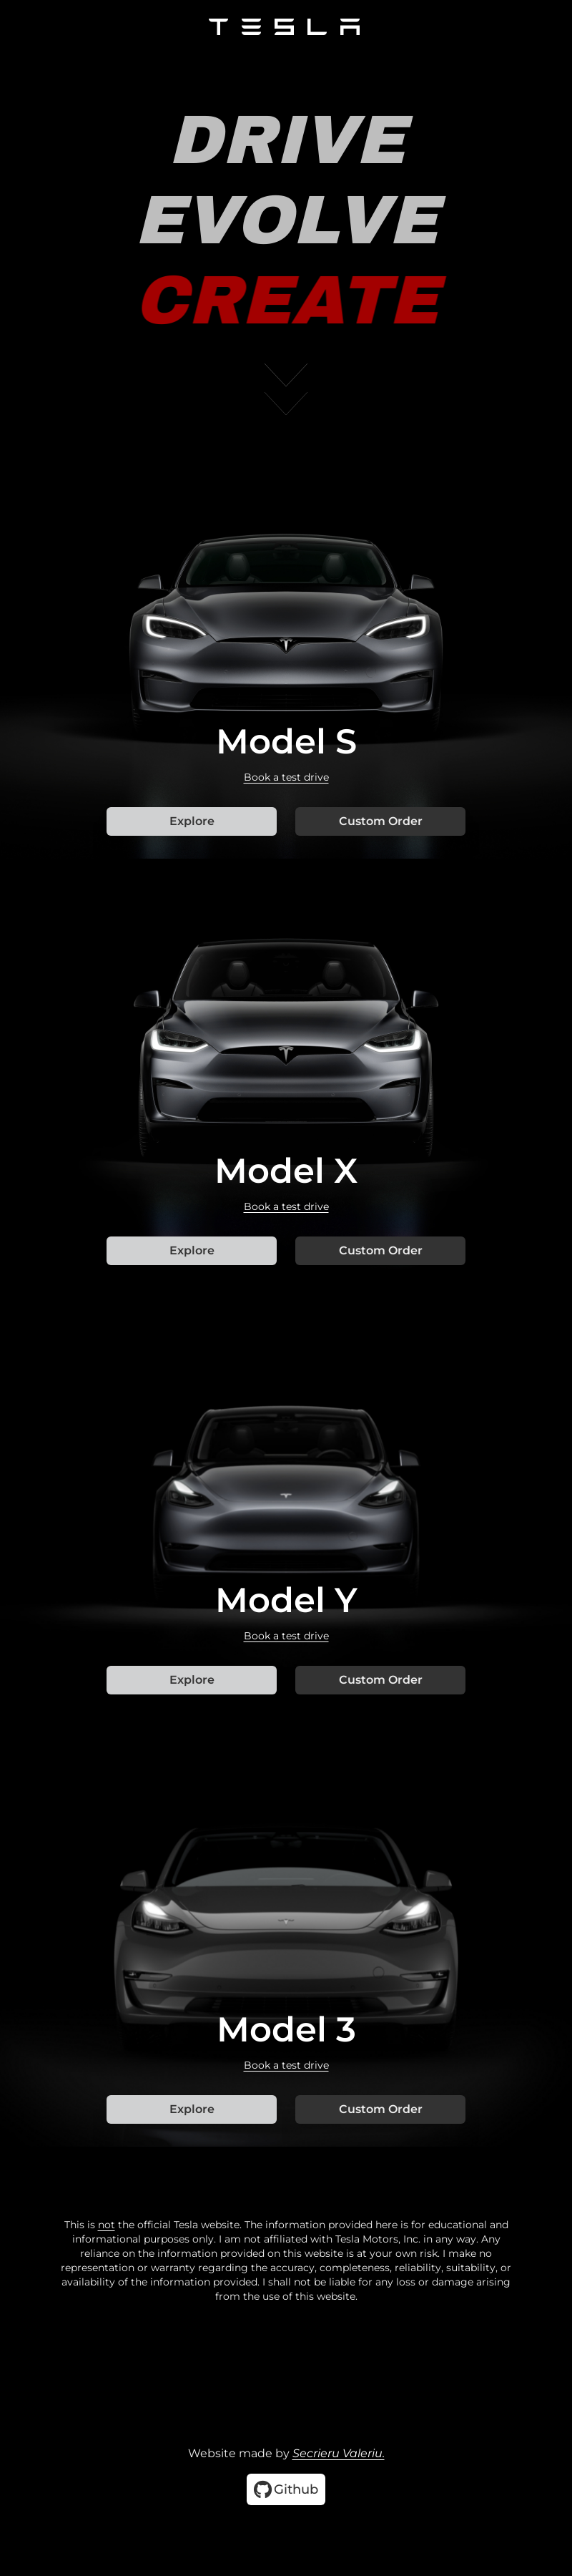 TESLA
DRIVE
EVOLVE
CREATE
Model S
Book a test drive
Explore
Custom Order
Model X
Book a test drive
Explore
Custom Order
Model Y
Book a test drive
Explore
Custom Order
Model 3
Book a test drive
Explore
Custom Order
This is not the official Tesla website. The information provided here is for educational and
informational purposes only. I am not affiliated with Tesla Motors, Inc. in any way. Any
reliance on the information provided on this website is at your own risk. I make no
representation or warranty regarding the accuracy, completeness, reliability, suitability, or
availability of the information provided. I shall not be liable for any loss or damage arising
from the use of this website.
Website made by Secrieru Valeriu.
Github